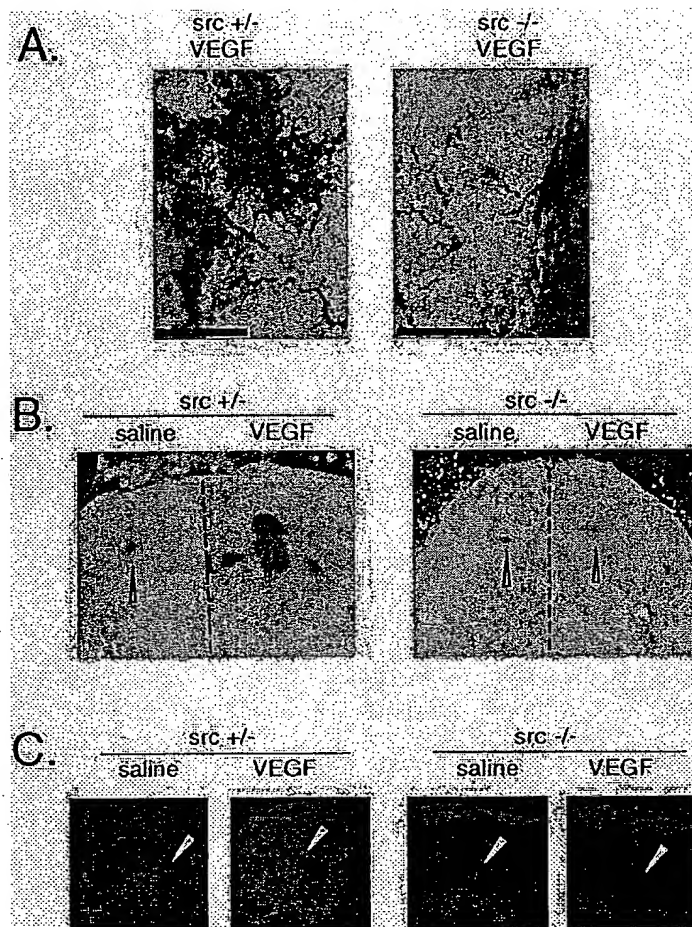 A.
src +/-
VEGF
src -/-
VEGF
B.
src +/-
src -/-
saline
VEGF
saline
VEGF
C.
src +/-
src -/-
saline
VEGF
saline
VEGF